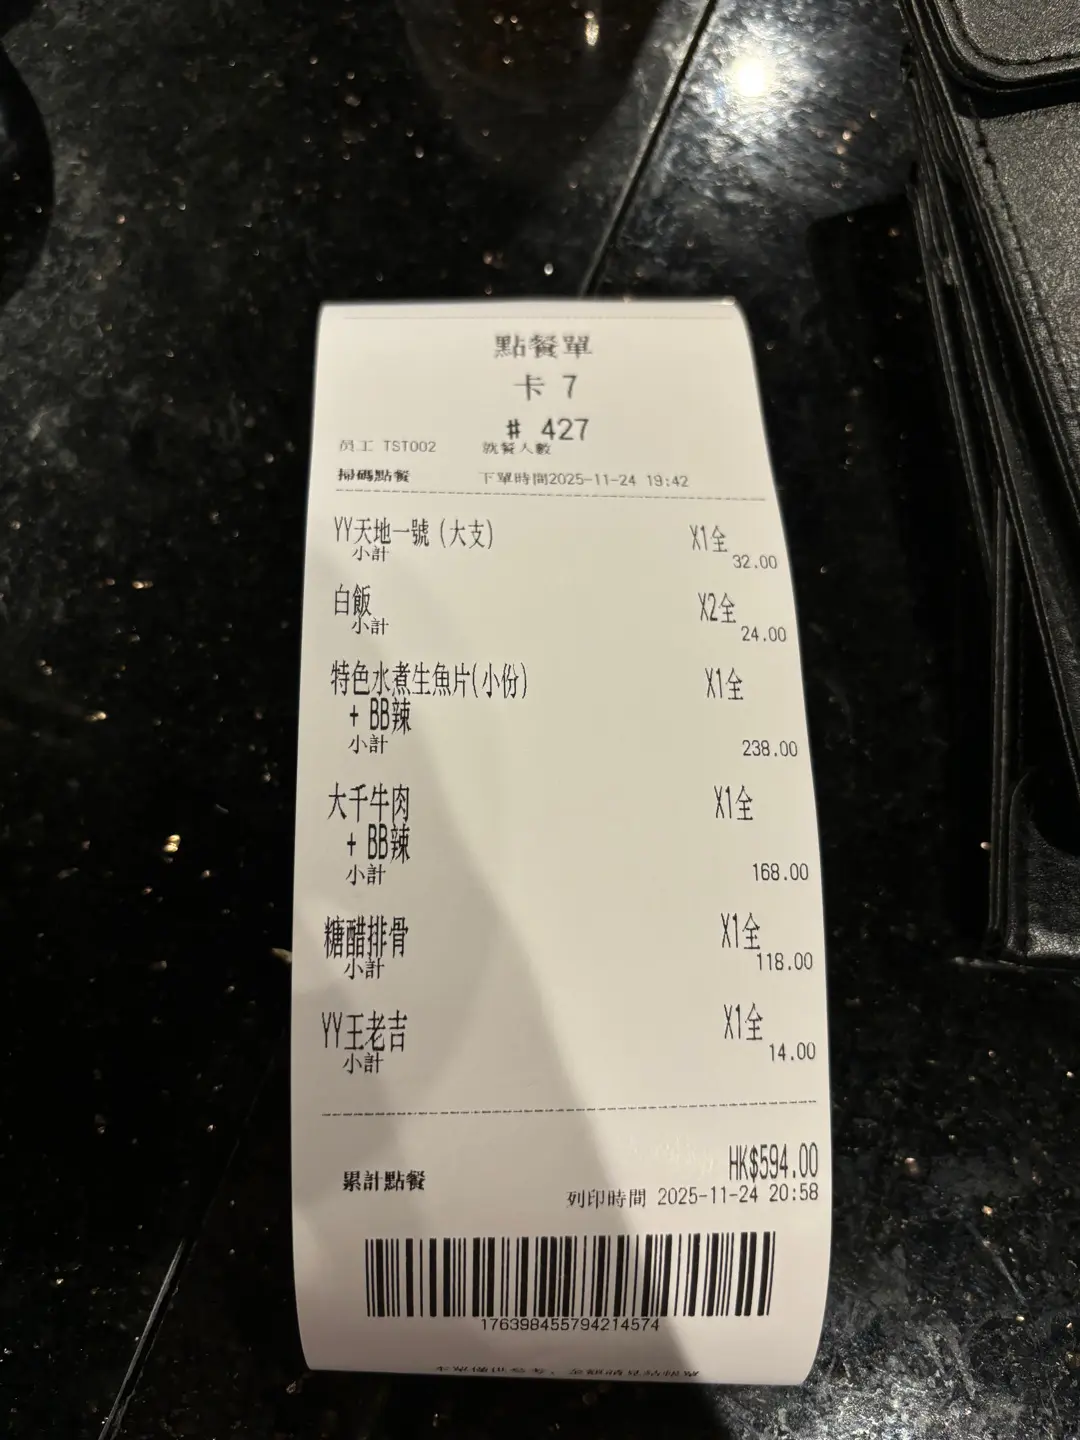 點餐單
卡 7
# 427
員工 TST002 就餐人數
掃碼點餐 下單時間2025-11-24 19:42
YY天地一號 (大支) X1全
小計 32.00
白飯 X2全
小計 24.00
特色水煮生魚片(小份) X1全
+ BB辣
小計 238.00
大千牛肉 X1全
+ BB辣
小計 168.00
糖醋排骨 X1全
小計 118.00
YY王老吉 X1全
小計 14.00
累計點餐 HK$594.00
列印時間 2025-11-24 20:58
176398455794214574